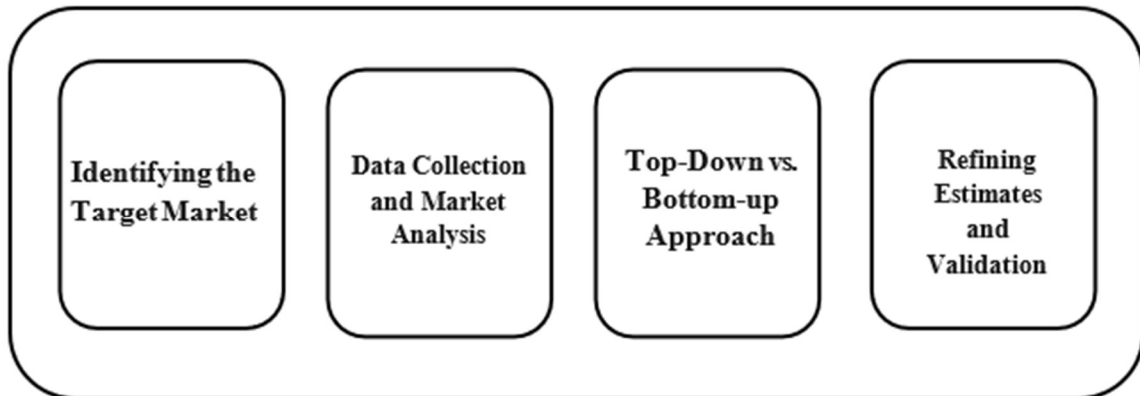 Identifying the
Target Market
Data Collection
and Market
Analysis
Top-Down vs.
Bottom-up
Approach
Refining
Estimates
and
Validation